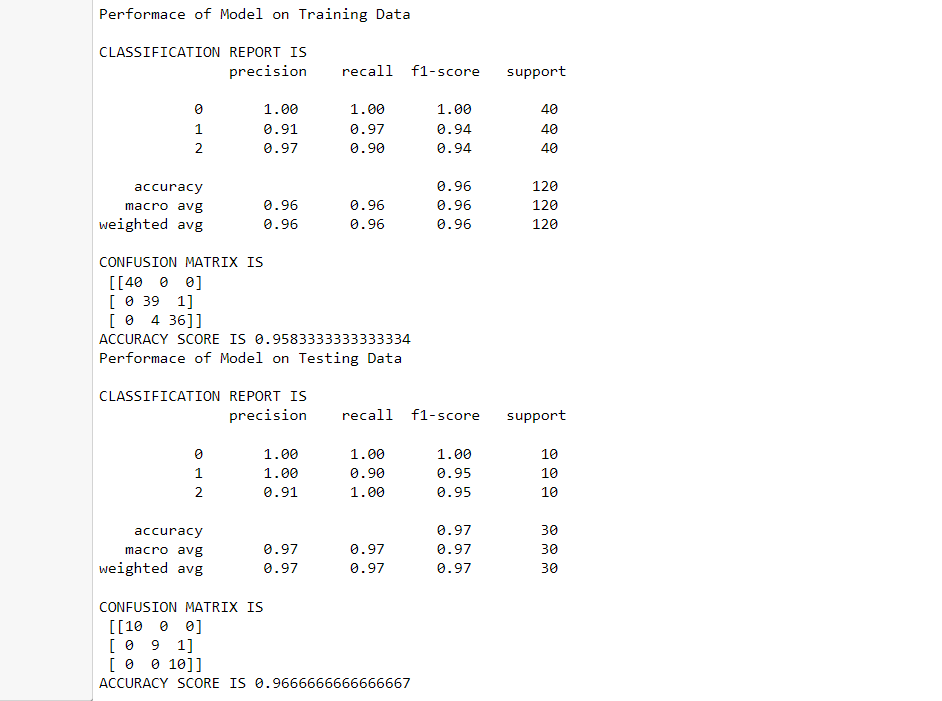 Performace of Model on Training Data
CLASSIFICATION REPORT IS
precision recall f1-score support
0 1.00 1.00 1.00 40
1 0.91 0.97 0.94 40
2 0.97 0.90 0.94 40
accuracy 0.96 120
macro avg 0.96 0.96 0.96 120
weighted avg 0.96 0.96 0.96 120
CONFUSION MATRIX IS
[[40 0 0]
[ 0 39 1]
[ 0 4 36]]
ACCURACY SCORE IS 0.9583333333333334
Performace of Model on Testing Data
CLASSIFICATION REPORT IS
precision recall f1-score support
0 1.00 1.00 1.00 10
1 1.00 0.90 0.95 10
2 0.91 1.00 0.95 10
accuracy 0.97 30
macro avg 0.97 0.97 0.97 30
weighted avg 0.97 0.97 0.97 30
CONFUSION MATRIX IS
[[10 0 0]
[ 0 9 1]
[ 0 0 10]]
ACCURACY SCORE IS 0.9666666666666667